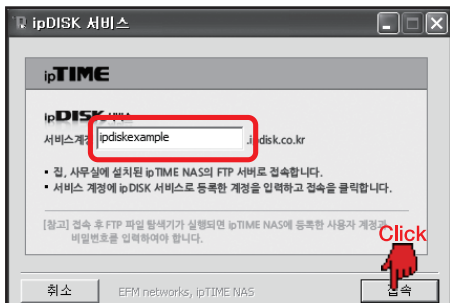 ipDISK 서비스
ipTIME
ipDISK 서비스
서비스계정 ipdiskexample .ipdisk.co.kr
• 집, 사무실에 설치된 ipTIME NAS의 FTP 서버로 접속합니다.
• 서비스 계정에 ipDISK 서비스로 등록한 계정을 입력하고 접속을 클릭합니다.
[참고] 접속 후 FTP 파일 탐색기가 실행되면 ipTIME NAS에 등록한 사용자 계정과
비밀번호를 입력하여야 합니다.
Click
취소 EFM networks, ipTIME NAS 접속